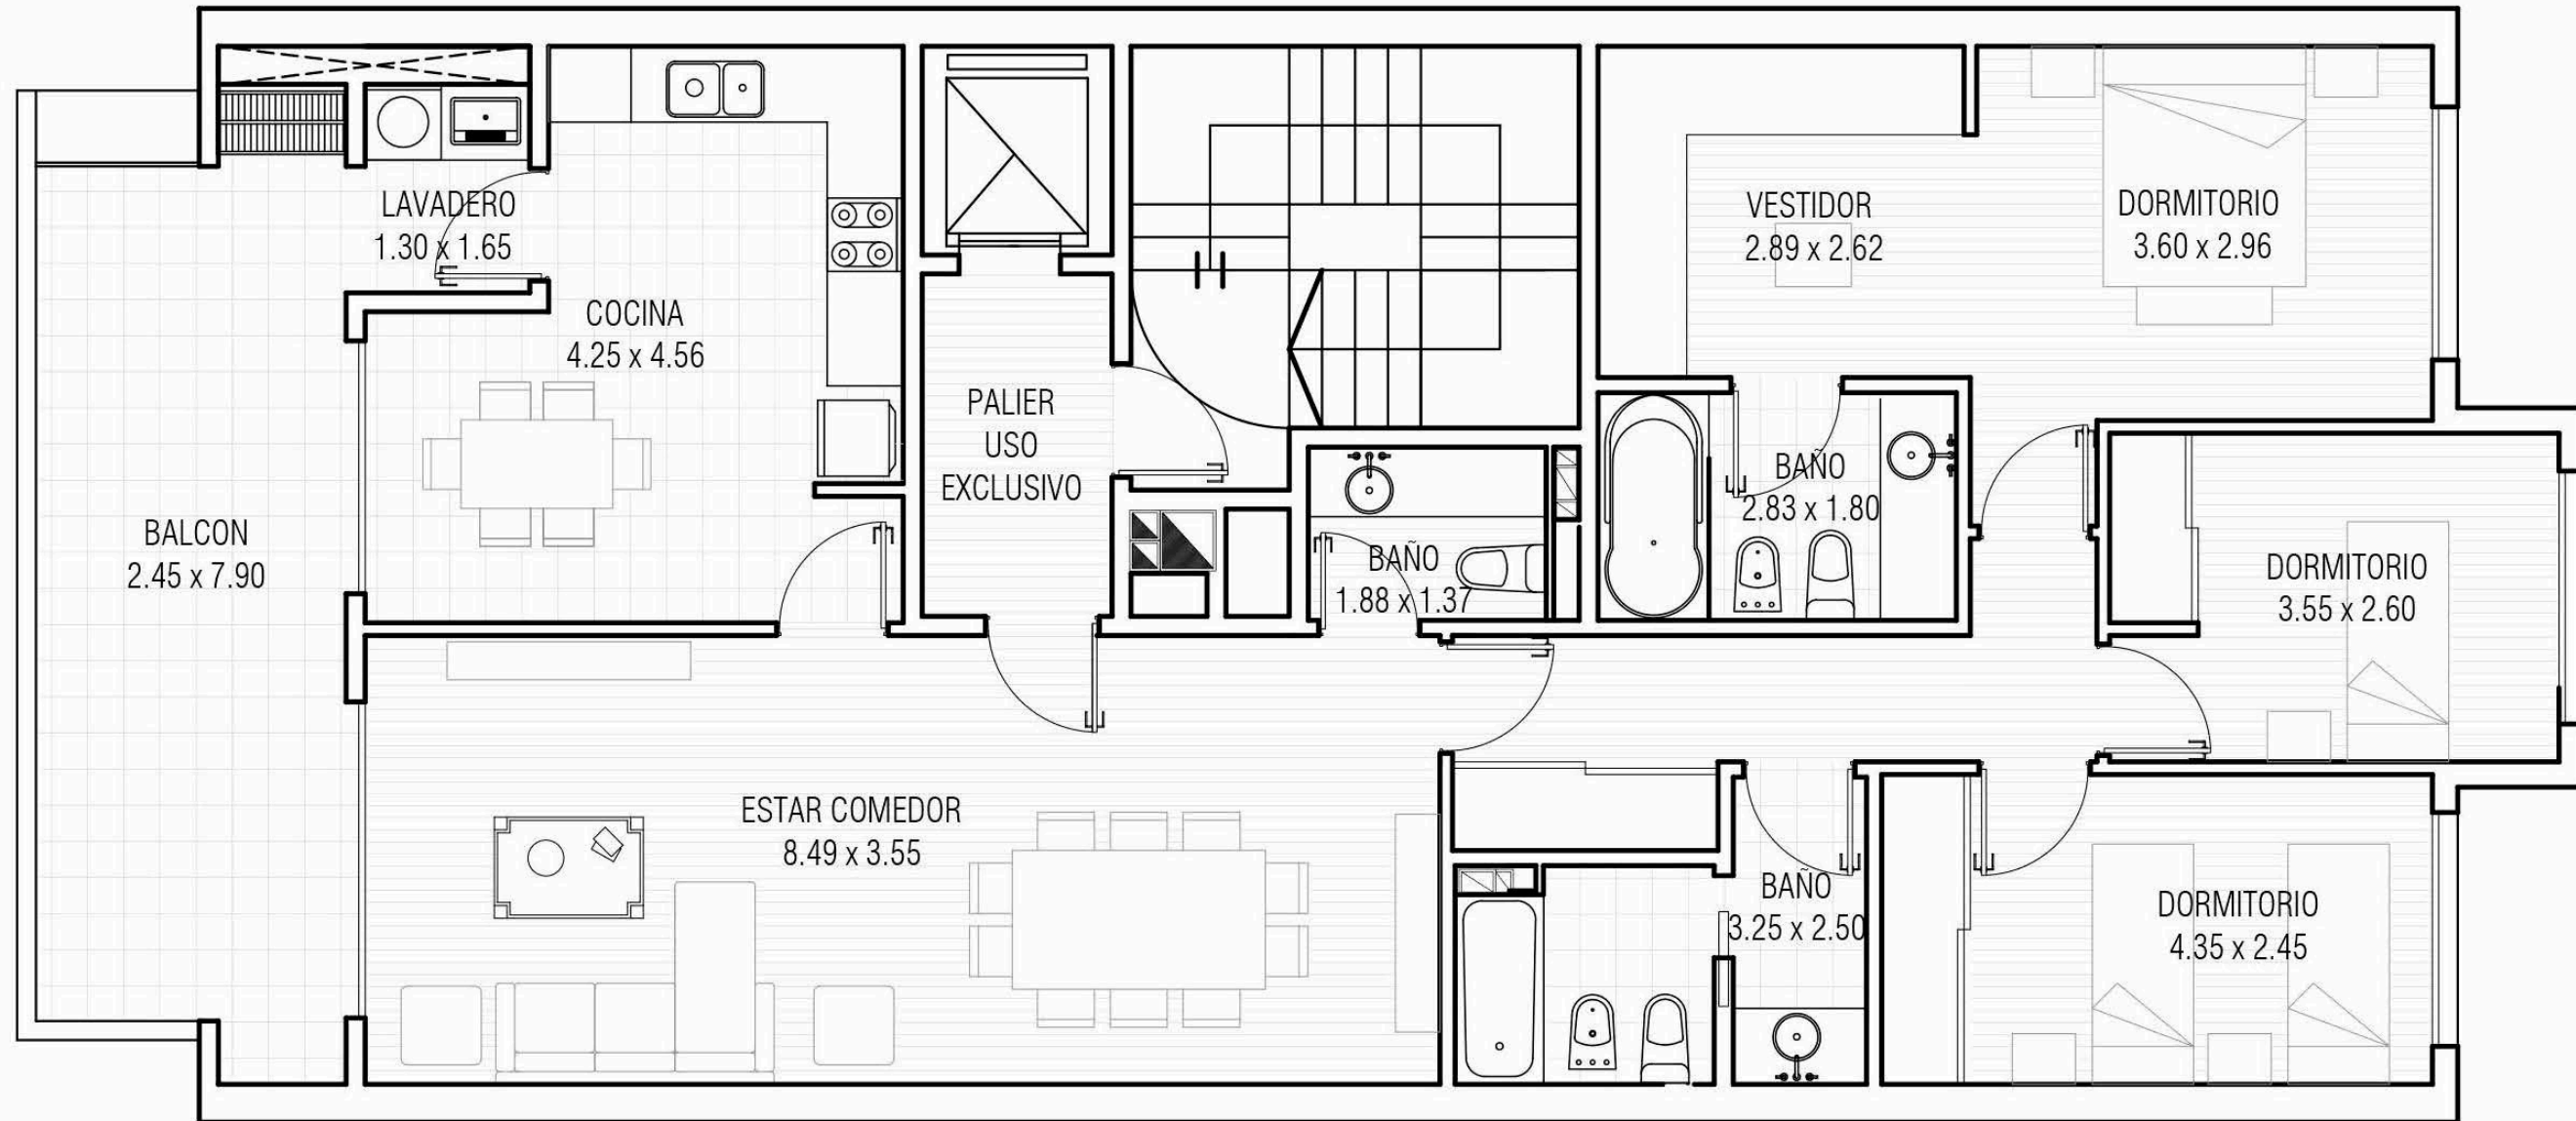 LAVADERO
1.30 x 1.65
COCINA
4.25 x 4.56
PALIER
USO
EXCLUSIVO
VESTIDOR
2.89 x 2.62
DORMITORIO
3.60 x 2.96
BALCON
2.45 x 7.90
BAÑO
1.88 x 1.37
BAÑO
2.83 x 1.80
DORMITORIO
3.55 x 2.60
ESTAR COMEDOR
8.49 x 3.55
BAÑO
3.25 x 2.50
DORMITORIO
4.35 x 2.45